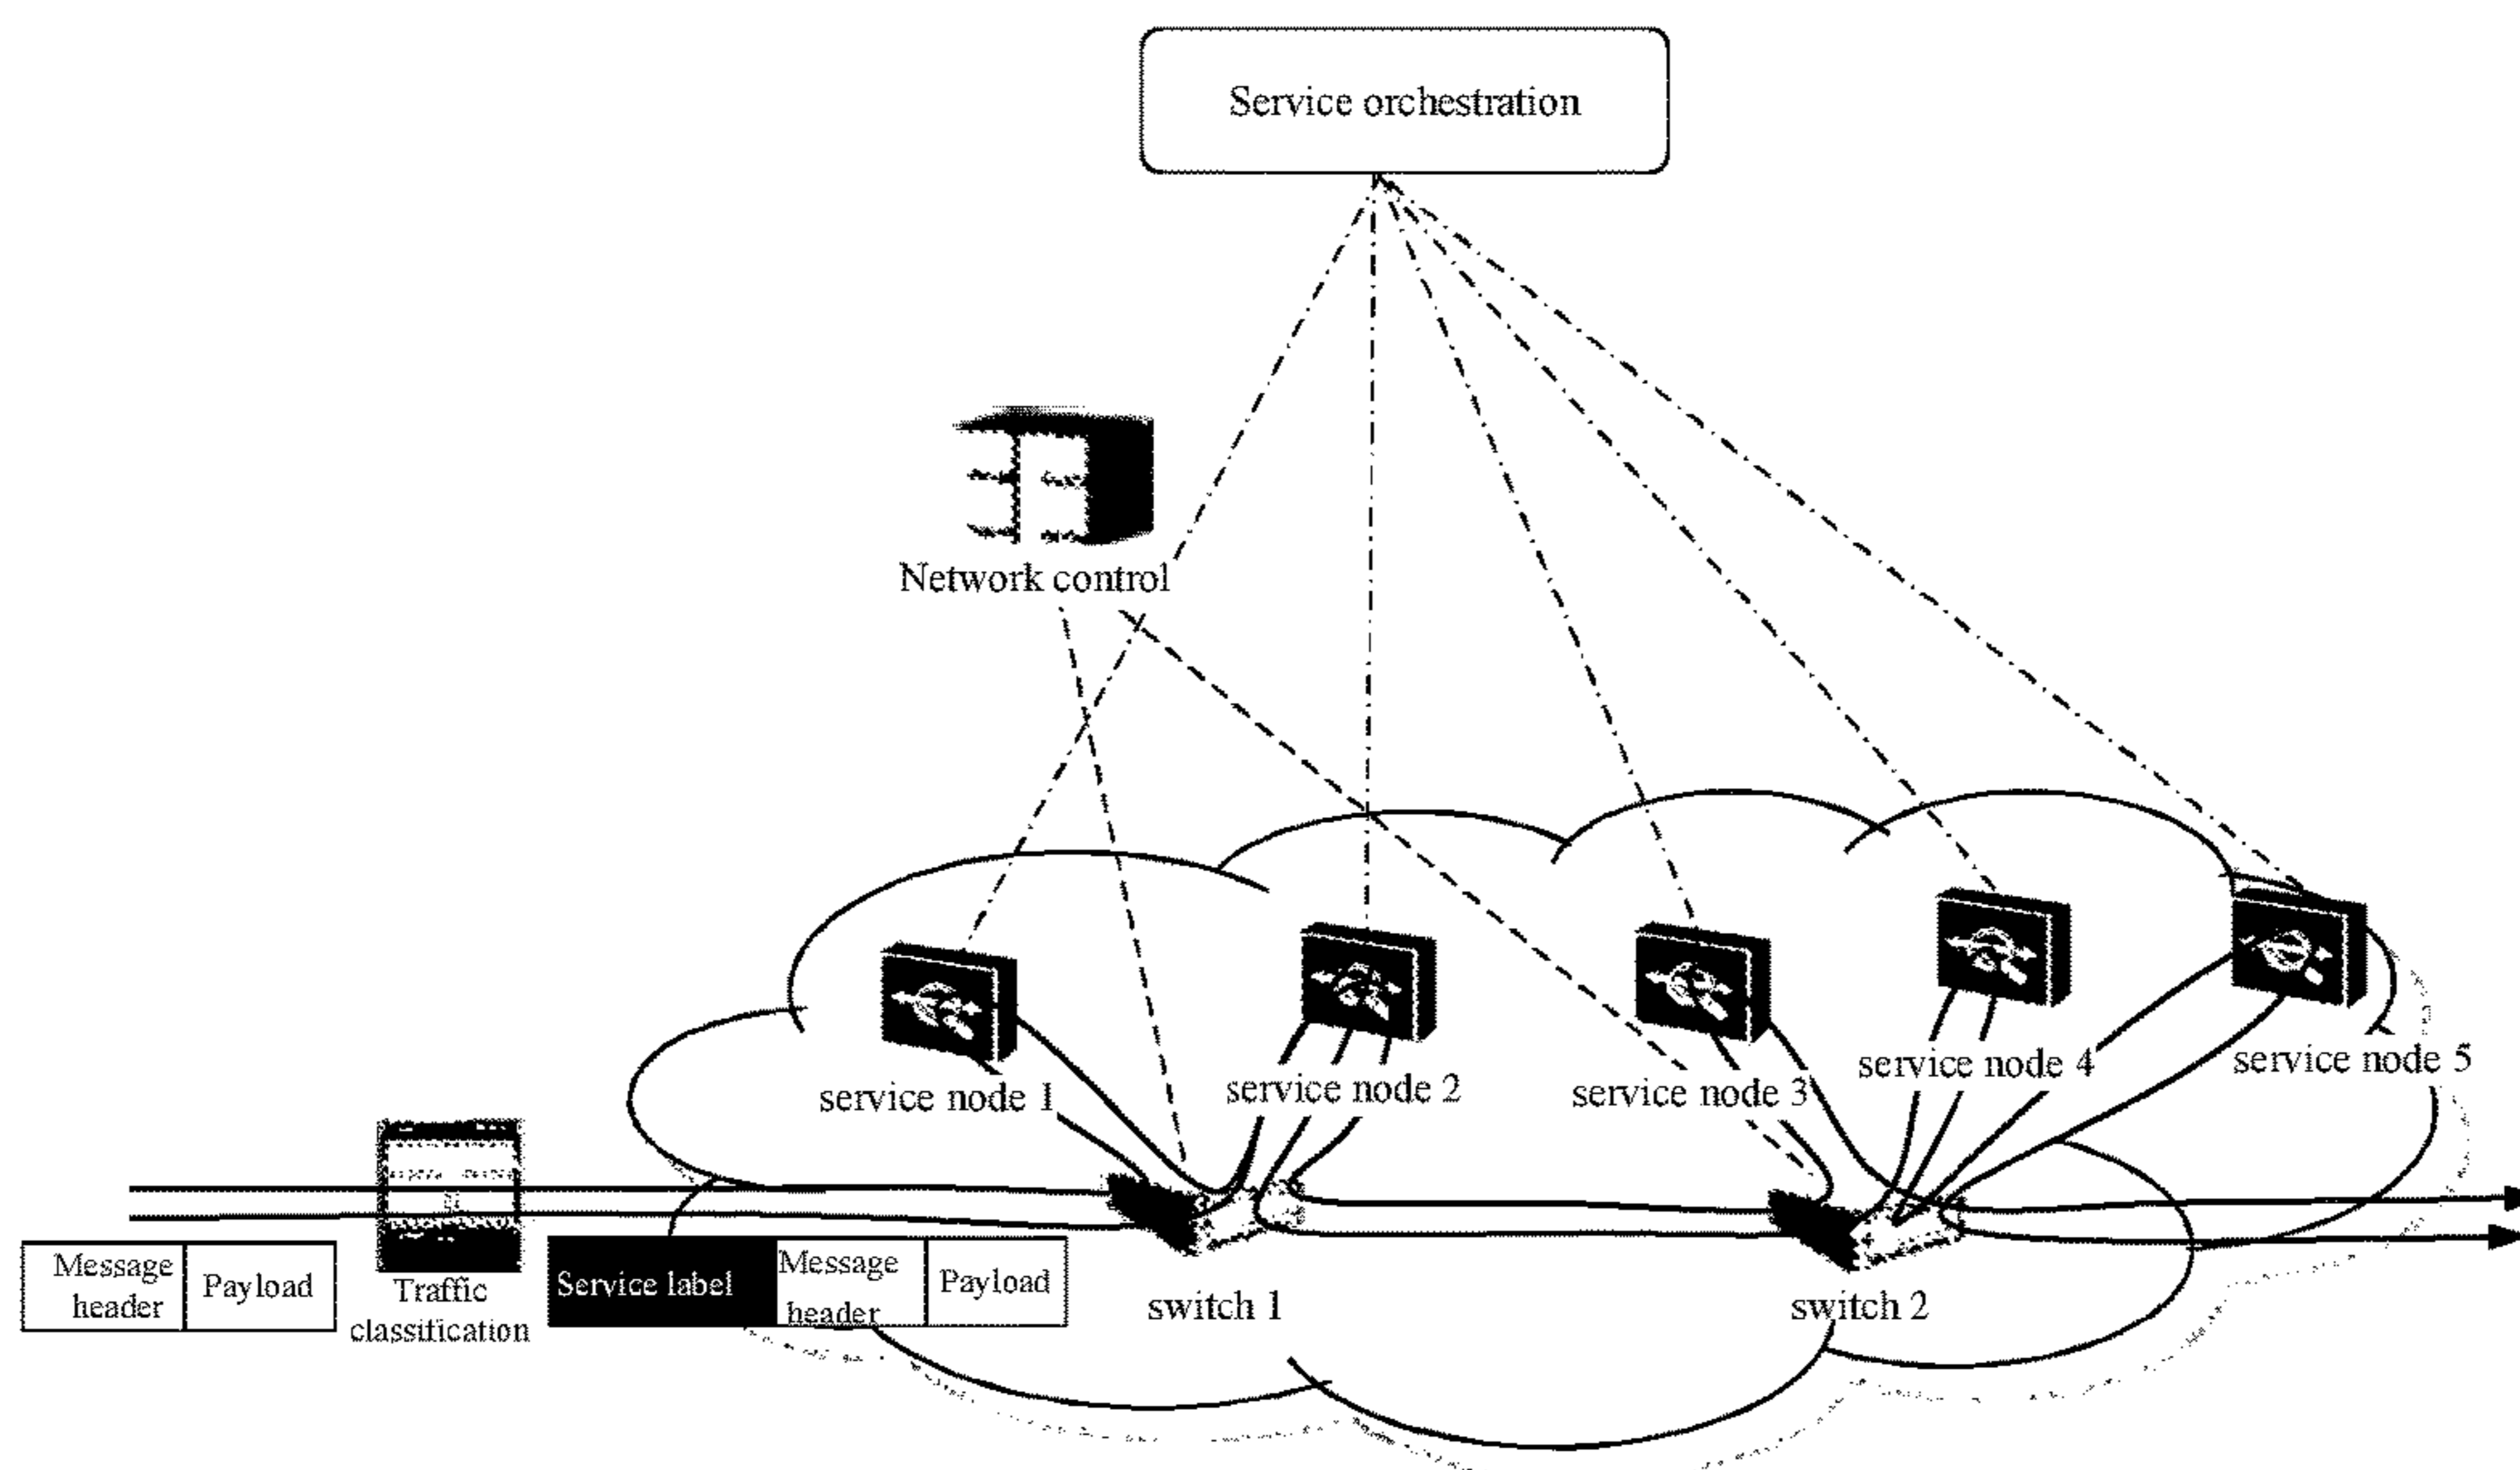 Service orchestration
Network control
service node 1
service node 2
service node 3
service node 4
service node 5
Message
header
Payload
Traffic
classification
Service label
Message
header
Payload
switch 1
switch 2